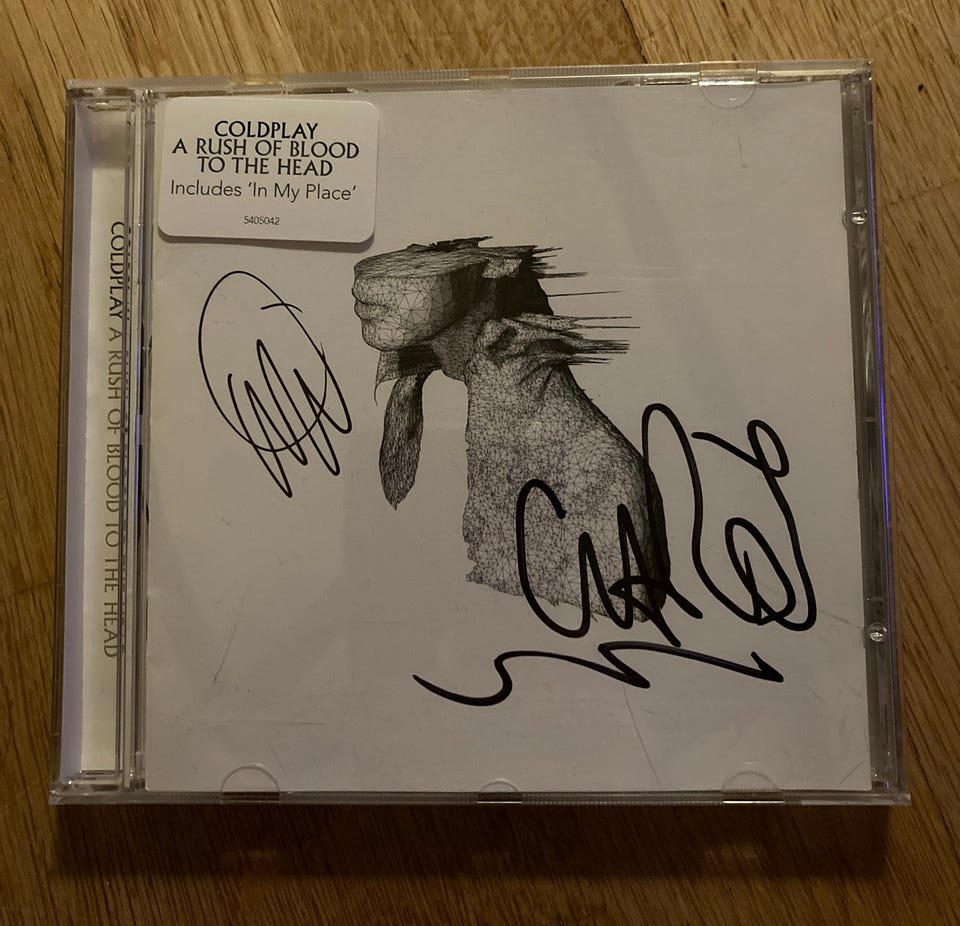 COLDPLAY
A RUSH OF BLOOD
TO THE HEAD
Includes 'In My Place'
5405042
COLDPLAY A RUSH OF BLOOD TO THE HEAD